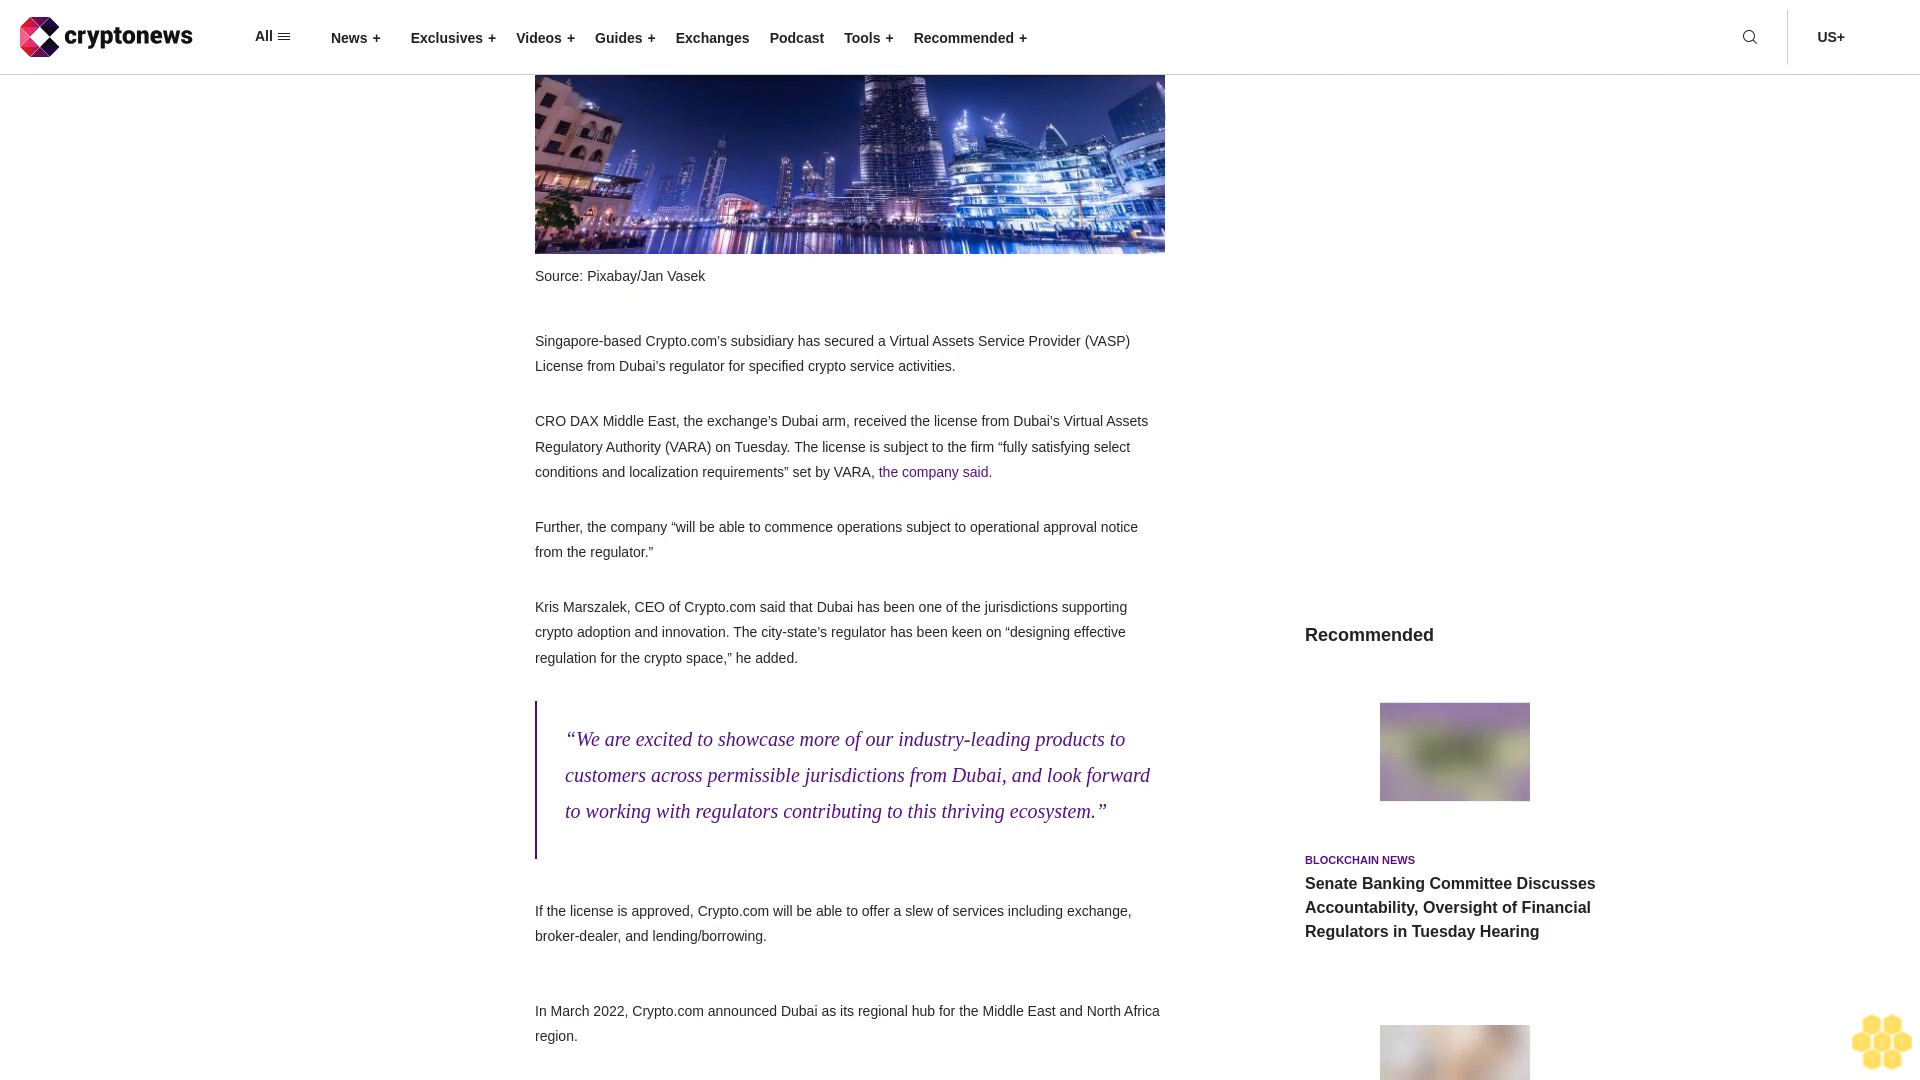 cryptonews
All
News +
Exclusives +
Videos +
Guides +
Exchanges
Podcast
Tools +
Recommended +
US+
Source: Pixabay/Jan Vasek
Singapore-based Crypto.com’s subsidiary has secured a Virtual Assets Service Provider (VASP)
License from Dubai’s regulator for specified crypto service activities.
CRO DAX Middle East, the exchange’s Dubai arm, received the license from Dubai’s Virtual Assets
Regulatory Authority (VARA) on Tuesday. The license is subject to the firm “fully satisfying select
conditions and localization requirements” set by VARA, the company said.
Further, the company “will be able to commence operations subject to operational approval notice
from the regulator.”
Kris Marszalek, CEO of Crypto.com said that Dubai has been one of the jurisdictions supporting
crypto adoption and innovation. The city-state’s regulator has been keen on “designing effective
regulation for the crypto space,” he added.
“We are excited to showcase more of our industry-leading products to
customers across permissible jurisdictions from Dubai, and look forward
to working with regulators contributing to this thriving ecosystem.”
If the license is approved, Crypto.com will be able to offer a slew of services including exchange,
broker-dealer, and lending/borrowing.
In March 2022, Crypto.com announced Dubai as its regional hub for the Middle East and North Africa
region.
Recommended
BLOCKCHAIN NEWS
Senate Banking Committee Discusses
Accountability, Oversight of Financial
Regulators in Tuesday Hearing